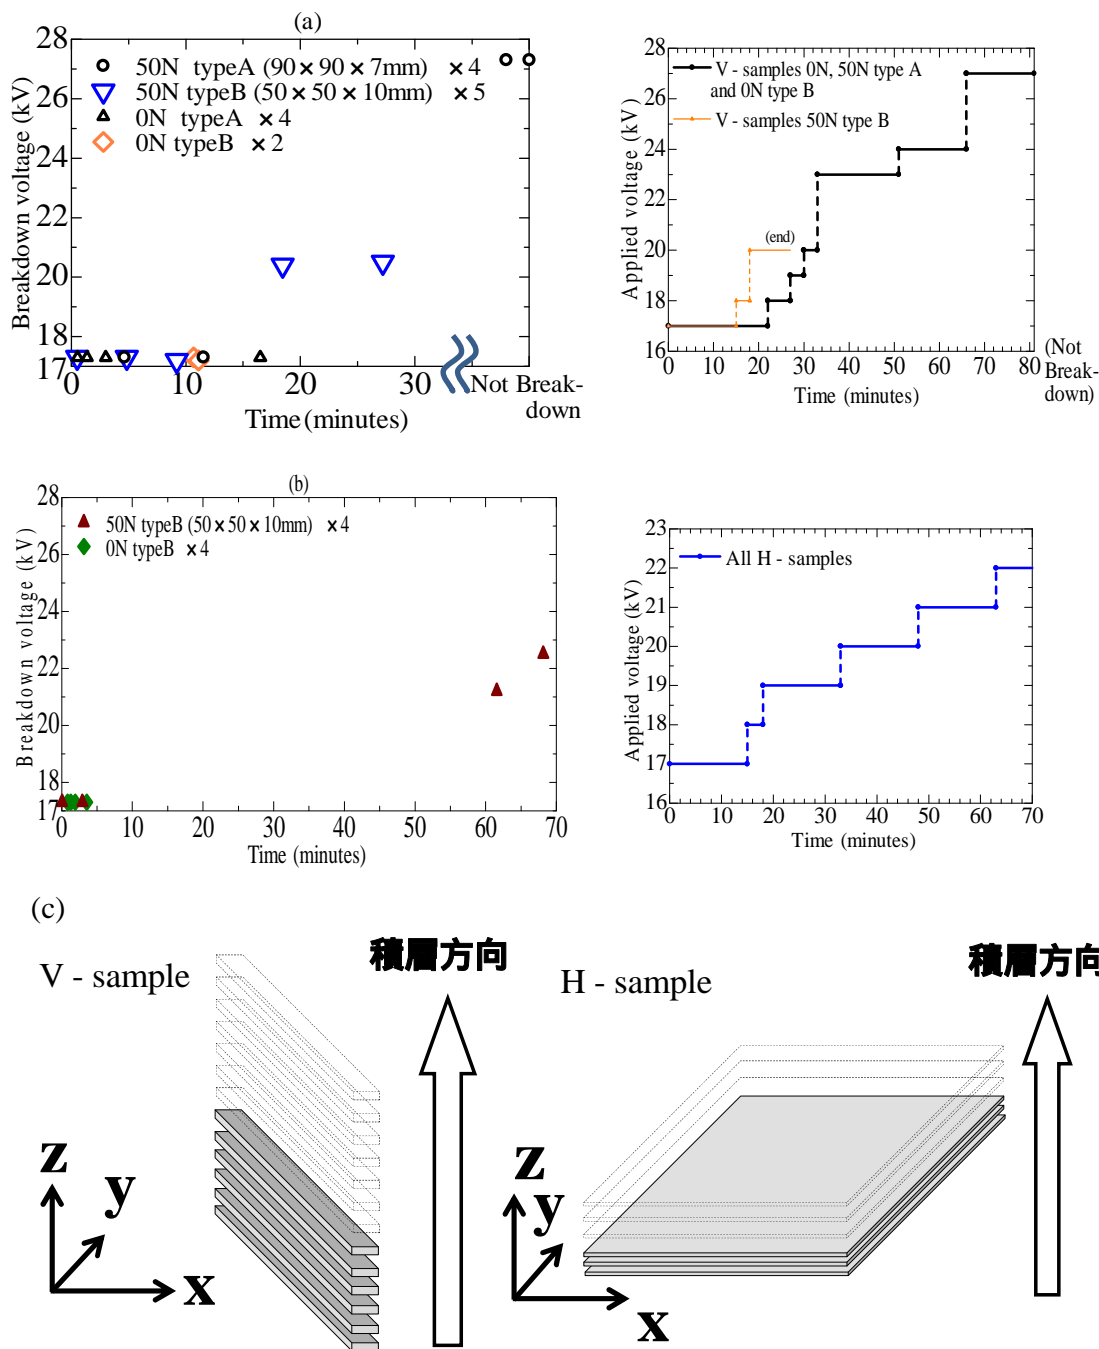 (a)
28
26
24
22
20
18
17
Breakdown voltage (kV)
50N typeA (90×90×7mm) ×4
50N typeB (50×50×10mm) ×5
0N typeA ×4
0N typeB ×2
0 10 20 30
Not Break-
down
Time (minutes)
28
26
24
22
20
18
16
Applied voltage (kV)
V - samples 0N, 50N type A
and 0N type B
V - samples 50N type B
(end)
0 10 20 30 40 50 60 70 80
(Not
Break-
down)
Time (minutes)
(b)
28
26
24
22
20
18
17
Breakdown voltage (kV)
50N typeB (50×50×10mm) ×4
0N typeB ×4
0 10 20 30 40 50 60 70
Time (minutes)
23
22
21
20
19
18
17
16
Applied voltage (kV)
All H - samples
0 10 20 30 40 50 60 70
Time (minutes)
(c)
V - sample
積層方向
z
y
x
H - sample
積層方向
z
y
x